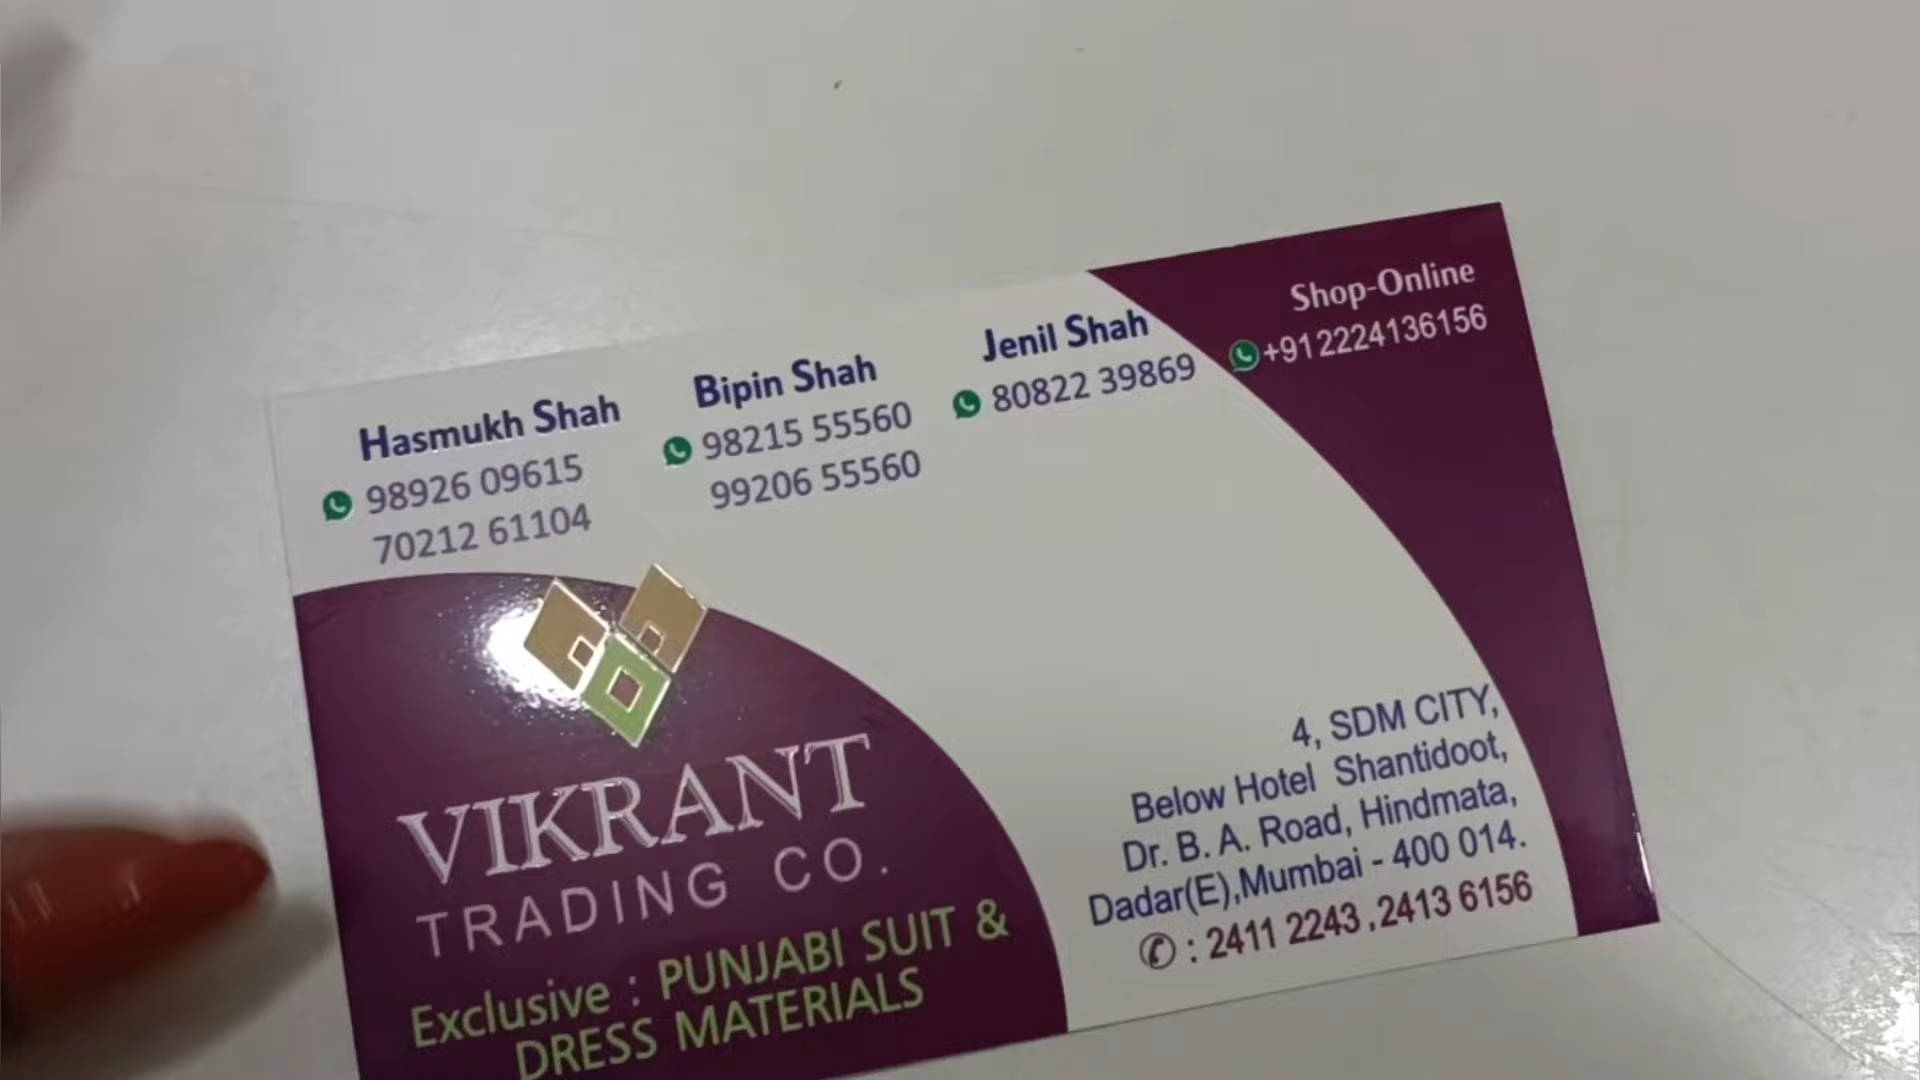 Hasmukh Shah
98926 09615
70212 61104
Bipin Shah
98215 55560
99206 55560
Jenil Shah
80822 39869
Shop-Online
+912224136156
VIKRANT
TRADING CO.
Exclusive : PUNJABI SUIT &
DRESS MATERIALS
4, SDM CITY,
Below Hotel Shantidoot,
Dr. B. A. Road, Hindmata,
Dadar(E),Mumbai - 400 014.
✆ : 2411 2243 , 2413 6156